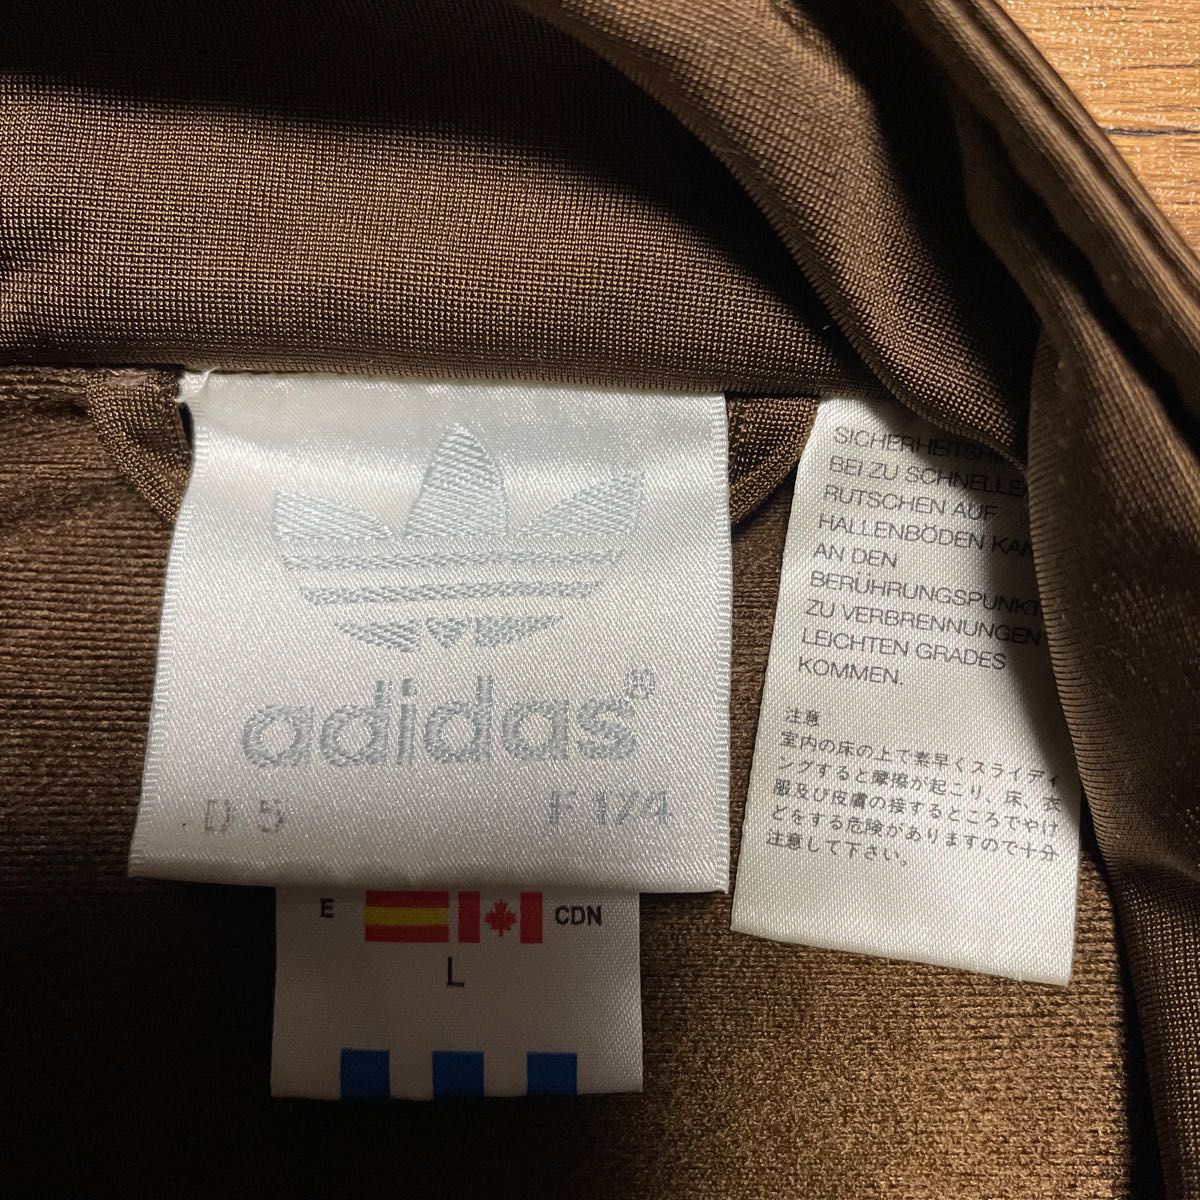 adidas®
D 5 F 174
E CDN
L
BEI ZU SCHNELLEM
RUTSCHEN AUF
HALLENBÖDEN
AN DEN
ZU VERBRENNUNGEN
LEICHTEN GRADES
KOMMEN.
注意
室内の床の上で素早くスライディ
ングすると摩擦が起こり、床、衣
服及び皮膚の接するところでやけ
どをする危険がありますので十分
注意して下さい。